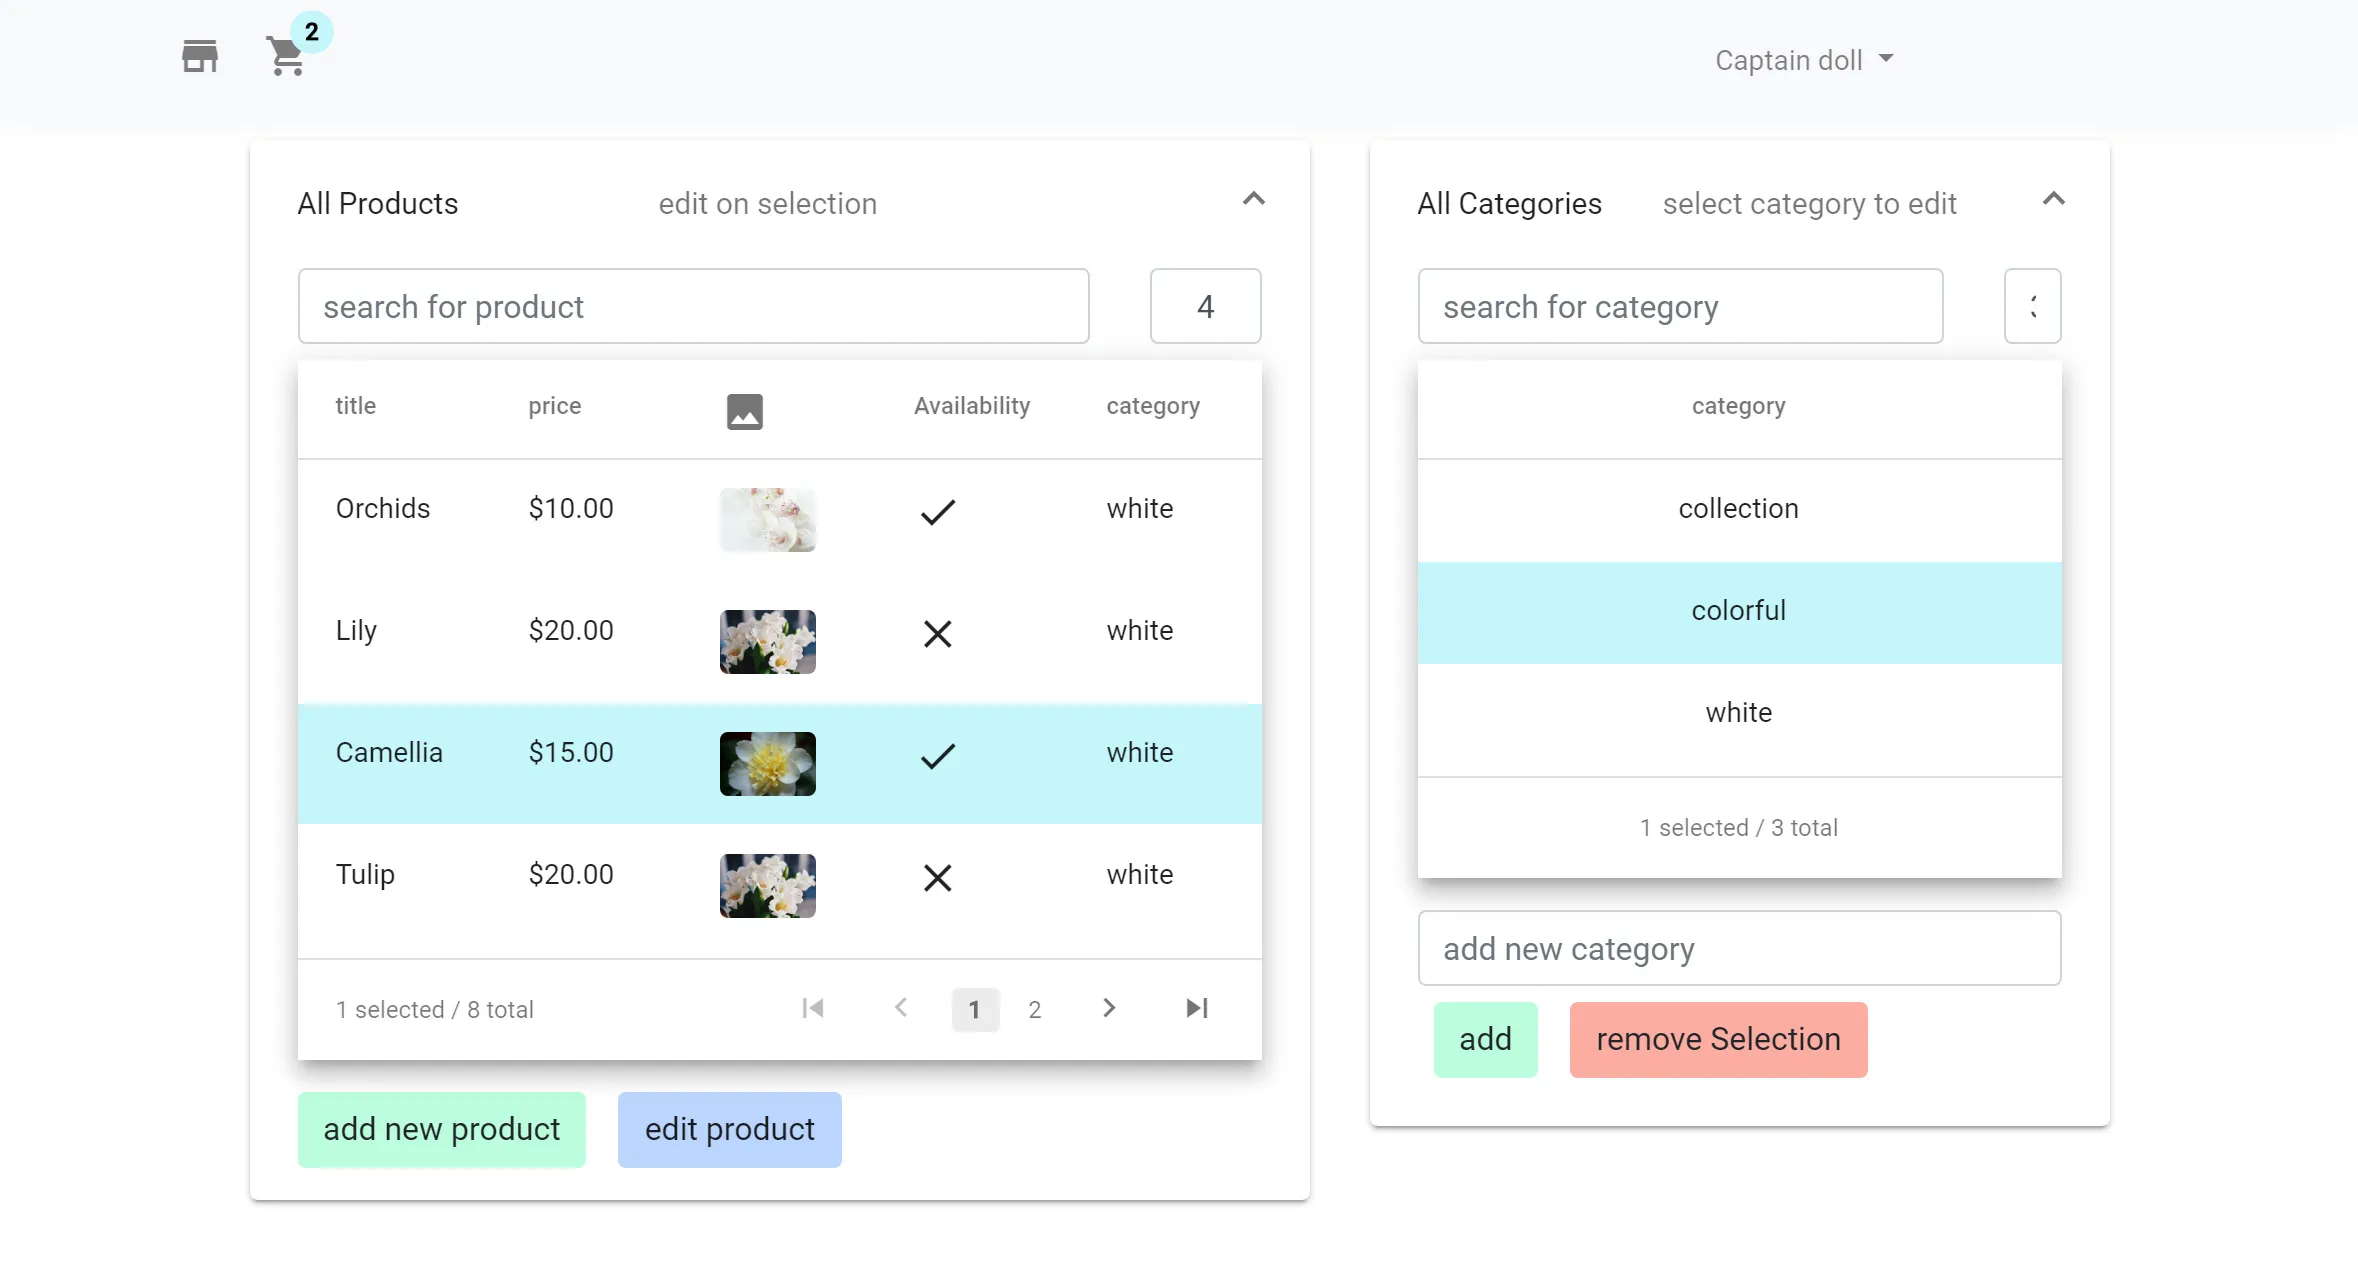 2
Captain doll
All Products edit on selection
search for product 4
title price Availability category
Orchids $10.00 white
Lily $20.00 white
Camellia $15.00 white
Tulip $20.00 white
1 selected / 8 total 1 2
add new product edit product
All Categories select category to edit
search for category
category
collection
colorful
white
1 selected / 3 total
add new category
add remove Selection